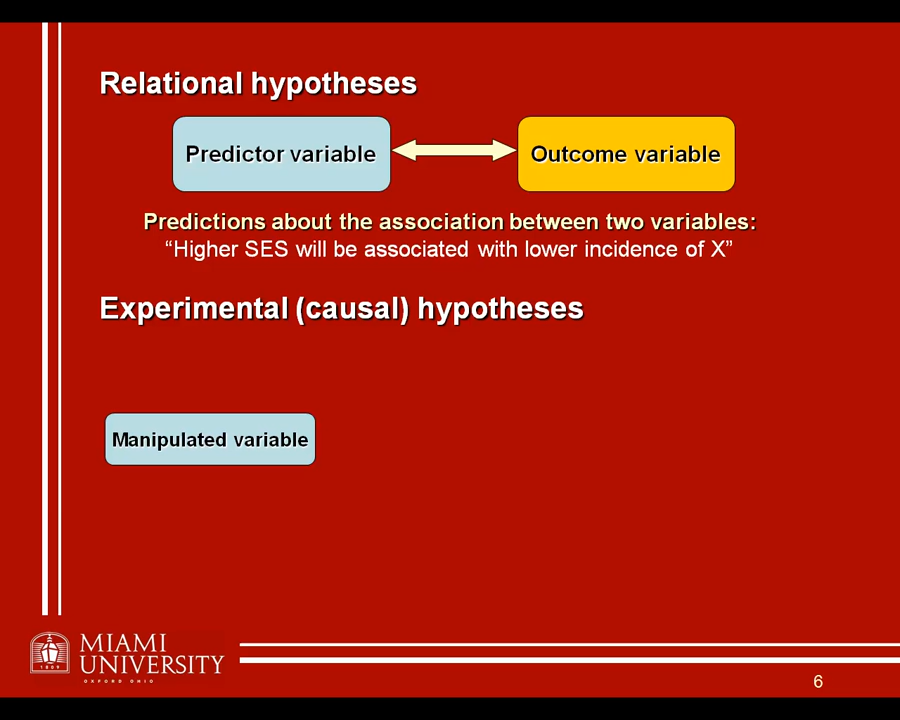 Relational hypotheses
Predictor variable
Outcome variable
Predictions about the association between two variables:
“Higher SES will be associated with lower incidence of X”
Experimental (causal) hypotheses
Manipulated variable
MIAMI
UNIVERSITY
1809
OXFORD OHIO
6